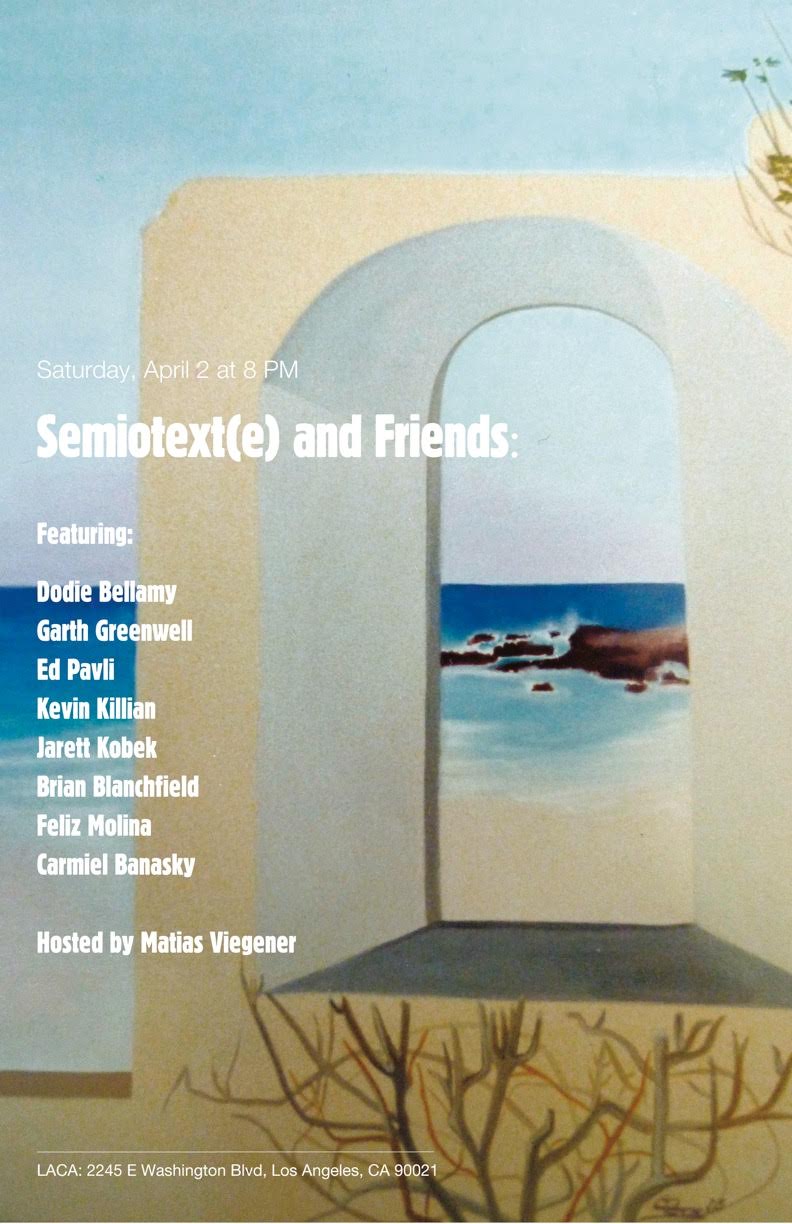 Saturday, April 2 at 8 PM
Semiotext(e) and Friends:
Featuring:
Dodie Bellamy
Garth Greenwell
Ed Pavli
Kevin Killian
Jarett Kobek
Brian Blanchfield
Feliz Molina
Carmiel Banasky
Hosted by Matias Viegener
LACA: 2245 E Washington Blvd, Los Angeles, CA 90021